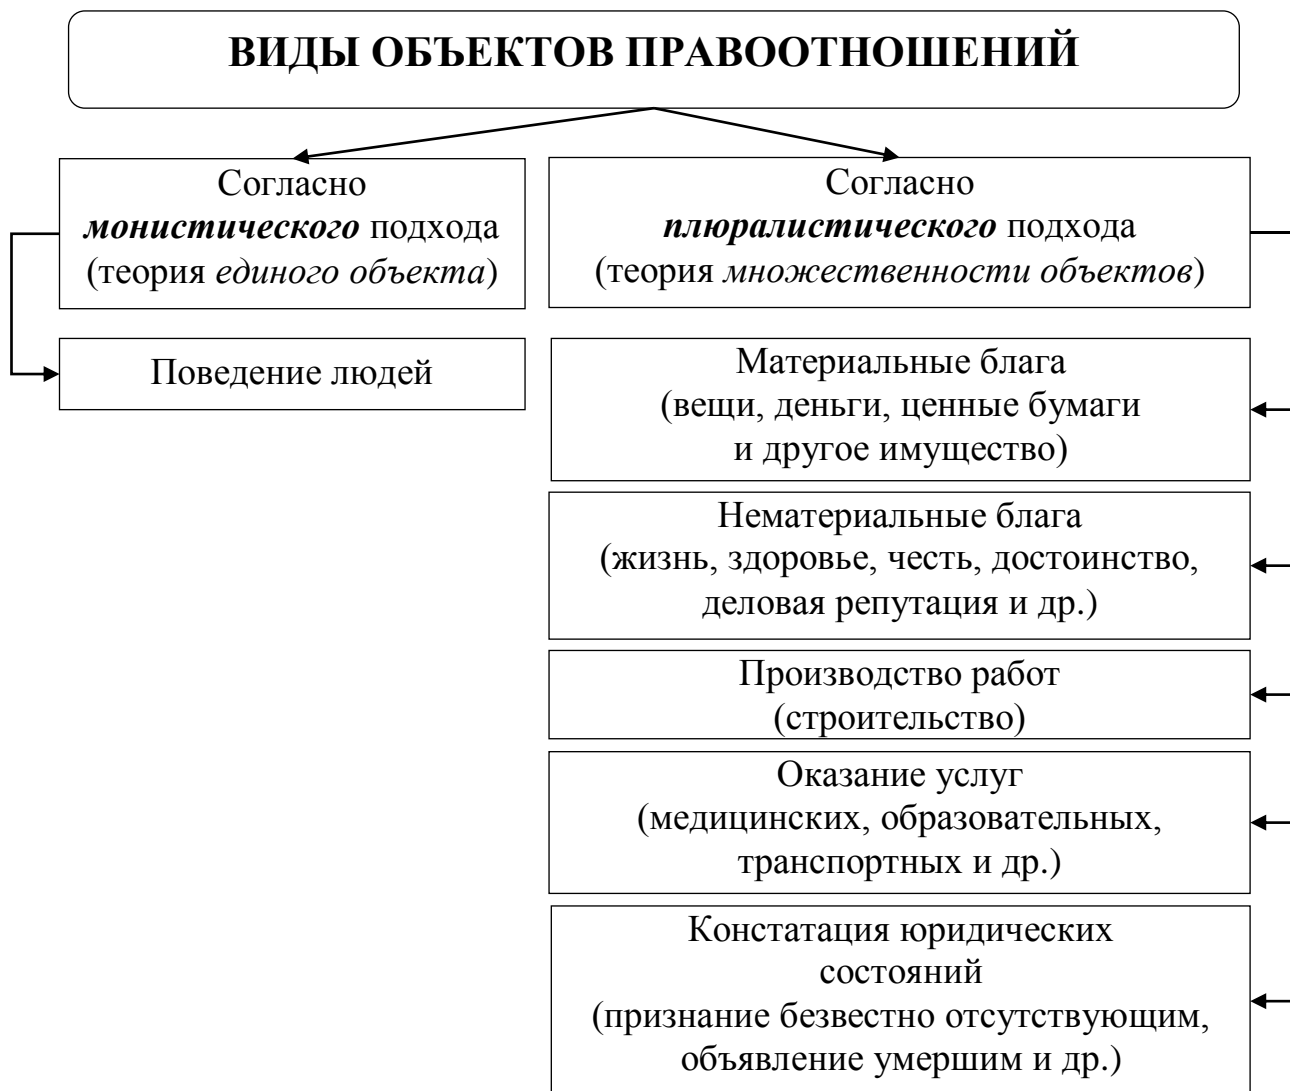 ВИДЫ ОБЪЕКТОВ ПРАВООТНОШЕНИЙ
Согласно
монистического подхода
(теория единого объекта)
Поведение людей
Согласно
плюралистического подхода
(теория множественности объектов)
Материальные блага
(вещи, деньги, ценные бумаги
и другое имущество)
Нематериальные блага
(жизнь, здоровье, честь, достоинство,
деловая репутация и др.)
Производство работ
(строительство)
Оказание услуг
(медицинских, образовательных,
транспортных и др.)
Констатация юридических
состояний
(признание безвестно отсутствующим,
объявление умершим и др.)